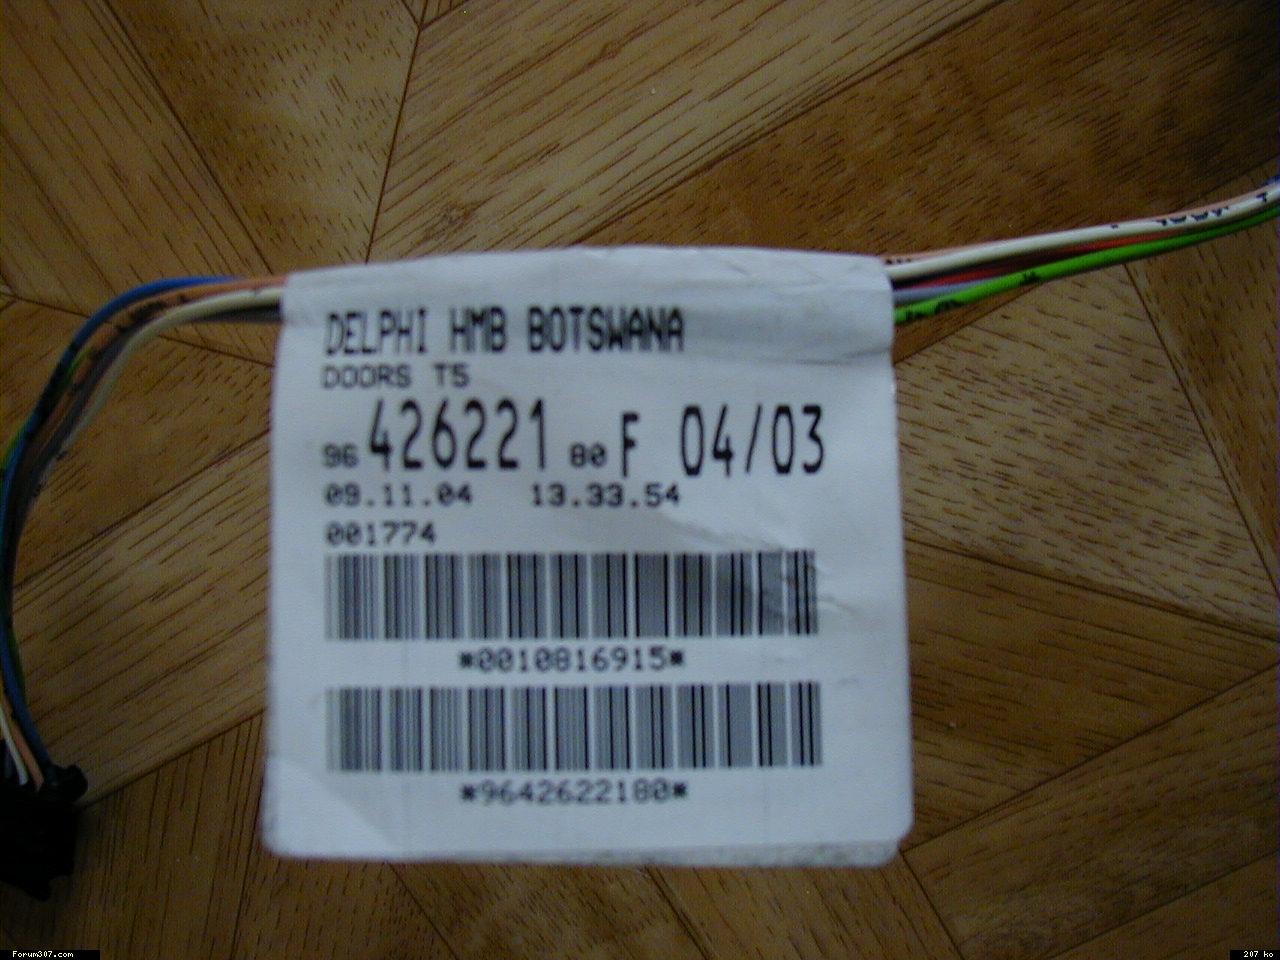 DELPHI HMB BOTSWANA
DOORS T5
96 426221 80 F 04/03
09.11.04 13.33.54
001774
*0010816915*
*9642622180*
Forum307.com
207 ko